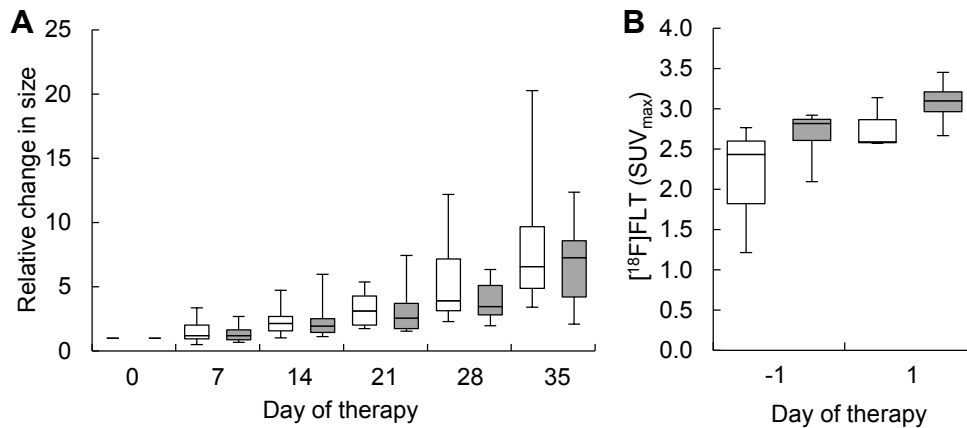 A
Relative change in size
25
20
15
10
5
0
0 7 14 21 28 35
Day of therapy
B
[¹⁸F]FLT (SUVₘₐₓ)
4.0
3.5
3.0
2.5
2.0
1.5
1.0
0.5
0.0
-1 1
Day of therapy